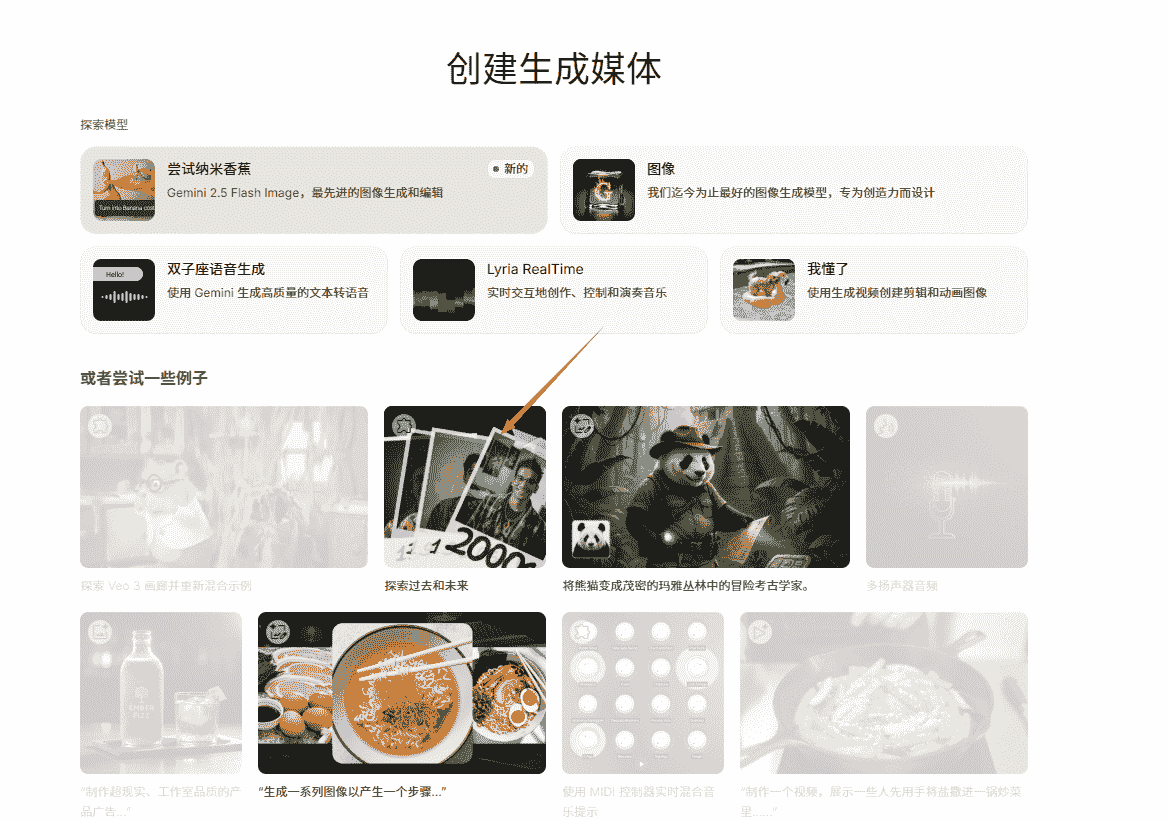 创建生成媒体
探索模型
尝试纳米香蕉
新的
Gemini 2.5 Flash Image，最先进的图像生成和编辑
图像
我们迄今为止最好的图像生成模型，专为创造力而设计
Hello!
双子座语音生成
使用 Gemini 生成高质量的文本转语音
Lyria RealTime
实时交互地创作、控制和演奏音乐
我懂了
使用生成视频创建剪辑和动画图像
或者尝试一些例子
2000s
探索 Veo 3 画廊并重新混合示例
探索过去和未来
将熊猫变成茂密的玛雅丛林中的冒险考古学家。
多扬声器音频
EMBER
FIZZ
“制作超现实、工作室品质的产
品广告...”
“生成一系列图像以产生一个步骤...”
使用 MIDI 控制器实时混合音
乐提示
“制作一个视频，展示一些人先用手将盐撒进一锅炒菜
里......”